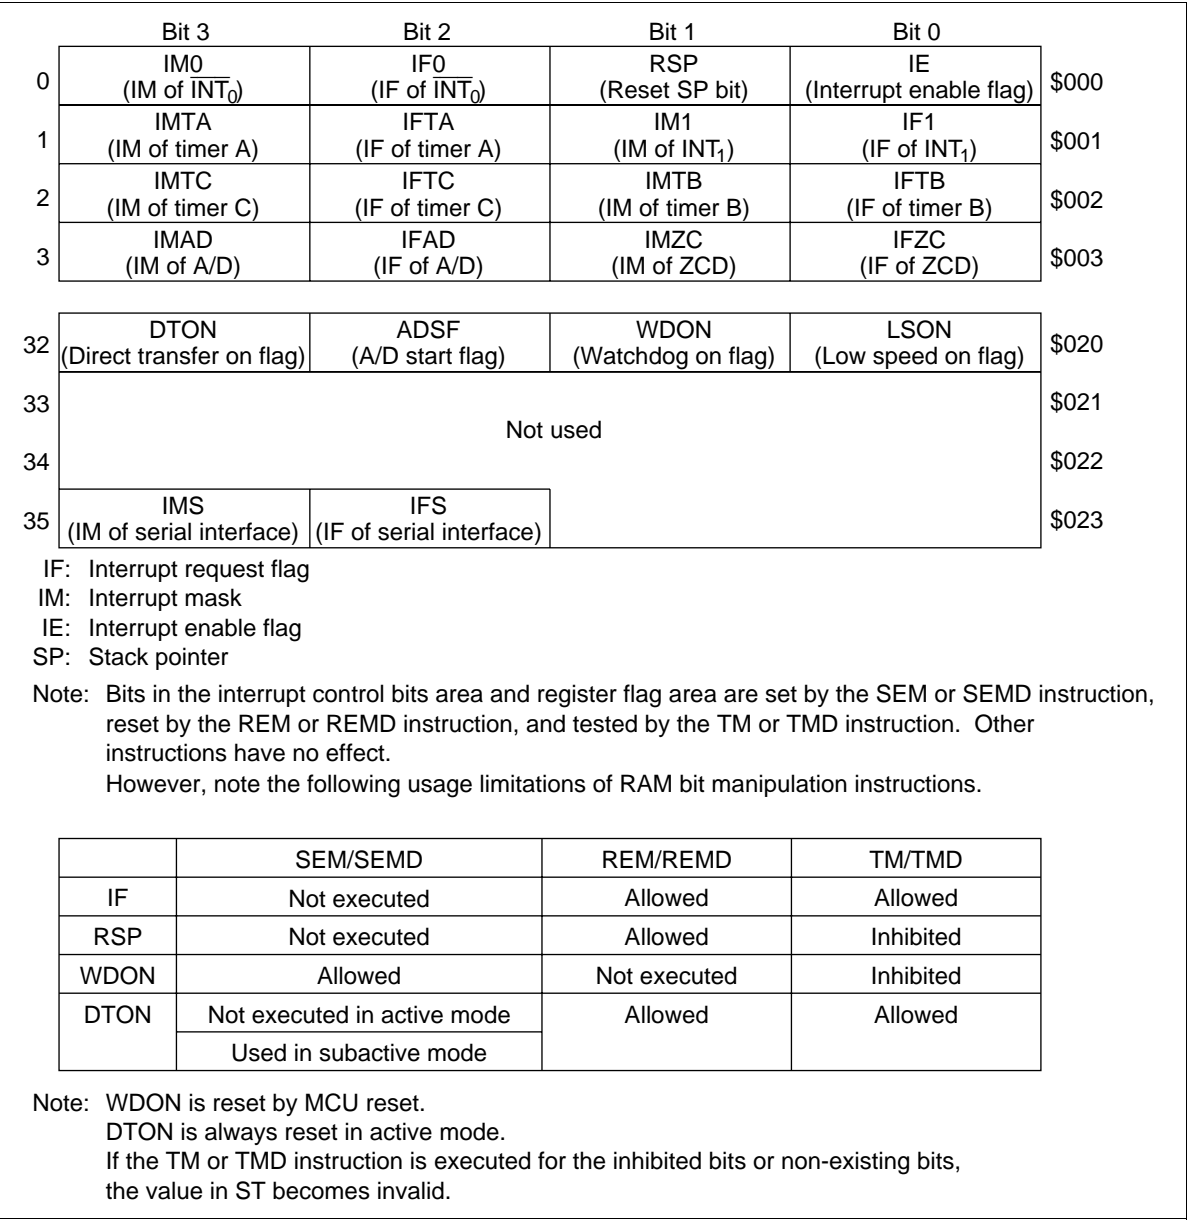 Bit 3 Bit 2 Bit 1 Bit 0
IM0 IF0 RSP IE
0 (IM of INT0) (IF of INT0) (Reset SP bit) (Interrupt enable flag) $000
IMTA IFTA IM1 IF1
1 (IM of timer A) (IF of timer A) (IM of INT1) (IF of INT1) $001
IMTC IFTC IMTB IFTB
2 (IM of timer C) (IF of timer C) (IM of timer B) (IF of timer B) $002
IMAD IFAD IMZC IFZC
3 (IM of A/D) (IF of A/D) (IM of ZCD) (IF of ZCD) $003
DTON ADSF WDON LSON
32 (Direct transfer on flag) (A/D start flag) (Watchdog on flag) (Low speed on flag) $020
33 $021
Not used
34 $022
IMS IFS
35 (IM of serial interface) (IF of serial interface) $023
IF: Interrupt request flag
IM: Interrupt mask
IE: Interrupt enable flag
SP: Stack pointer
Note: Bits in the interrupt control bits area and register flag area are set by the SEM or SEMD instruction,
reset by the REM or REMD instruction, and tested by the TM or TMD instruction. Other
instructions have no effect.
However, note the following usage limitations of RAM bit manipulation instructions.
SEM/SEMD REM/REMD TM/TMD
IF Not executed Allowed Allowed
RSP Not executed Allowed Inhibited
WDON Allowed Not executed Inhibited
DTON Not executed in active mode Allowed Allowed
Used in subactive mode
Note: WDON is reset by MCU reset.
DTON is always reset in active mode.
If the TM or TMD instruction is executed for the inhibited bits or non-existing bits,
the value in ST becomes invalid.